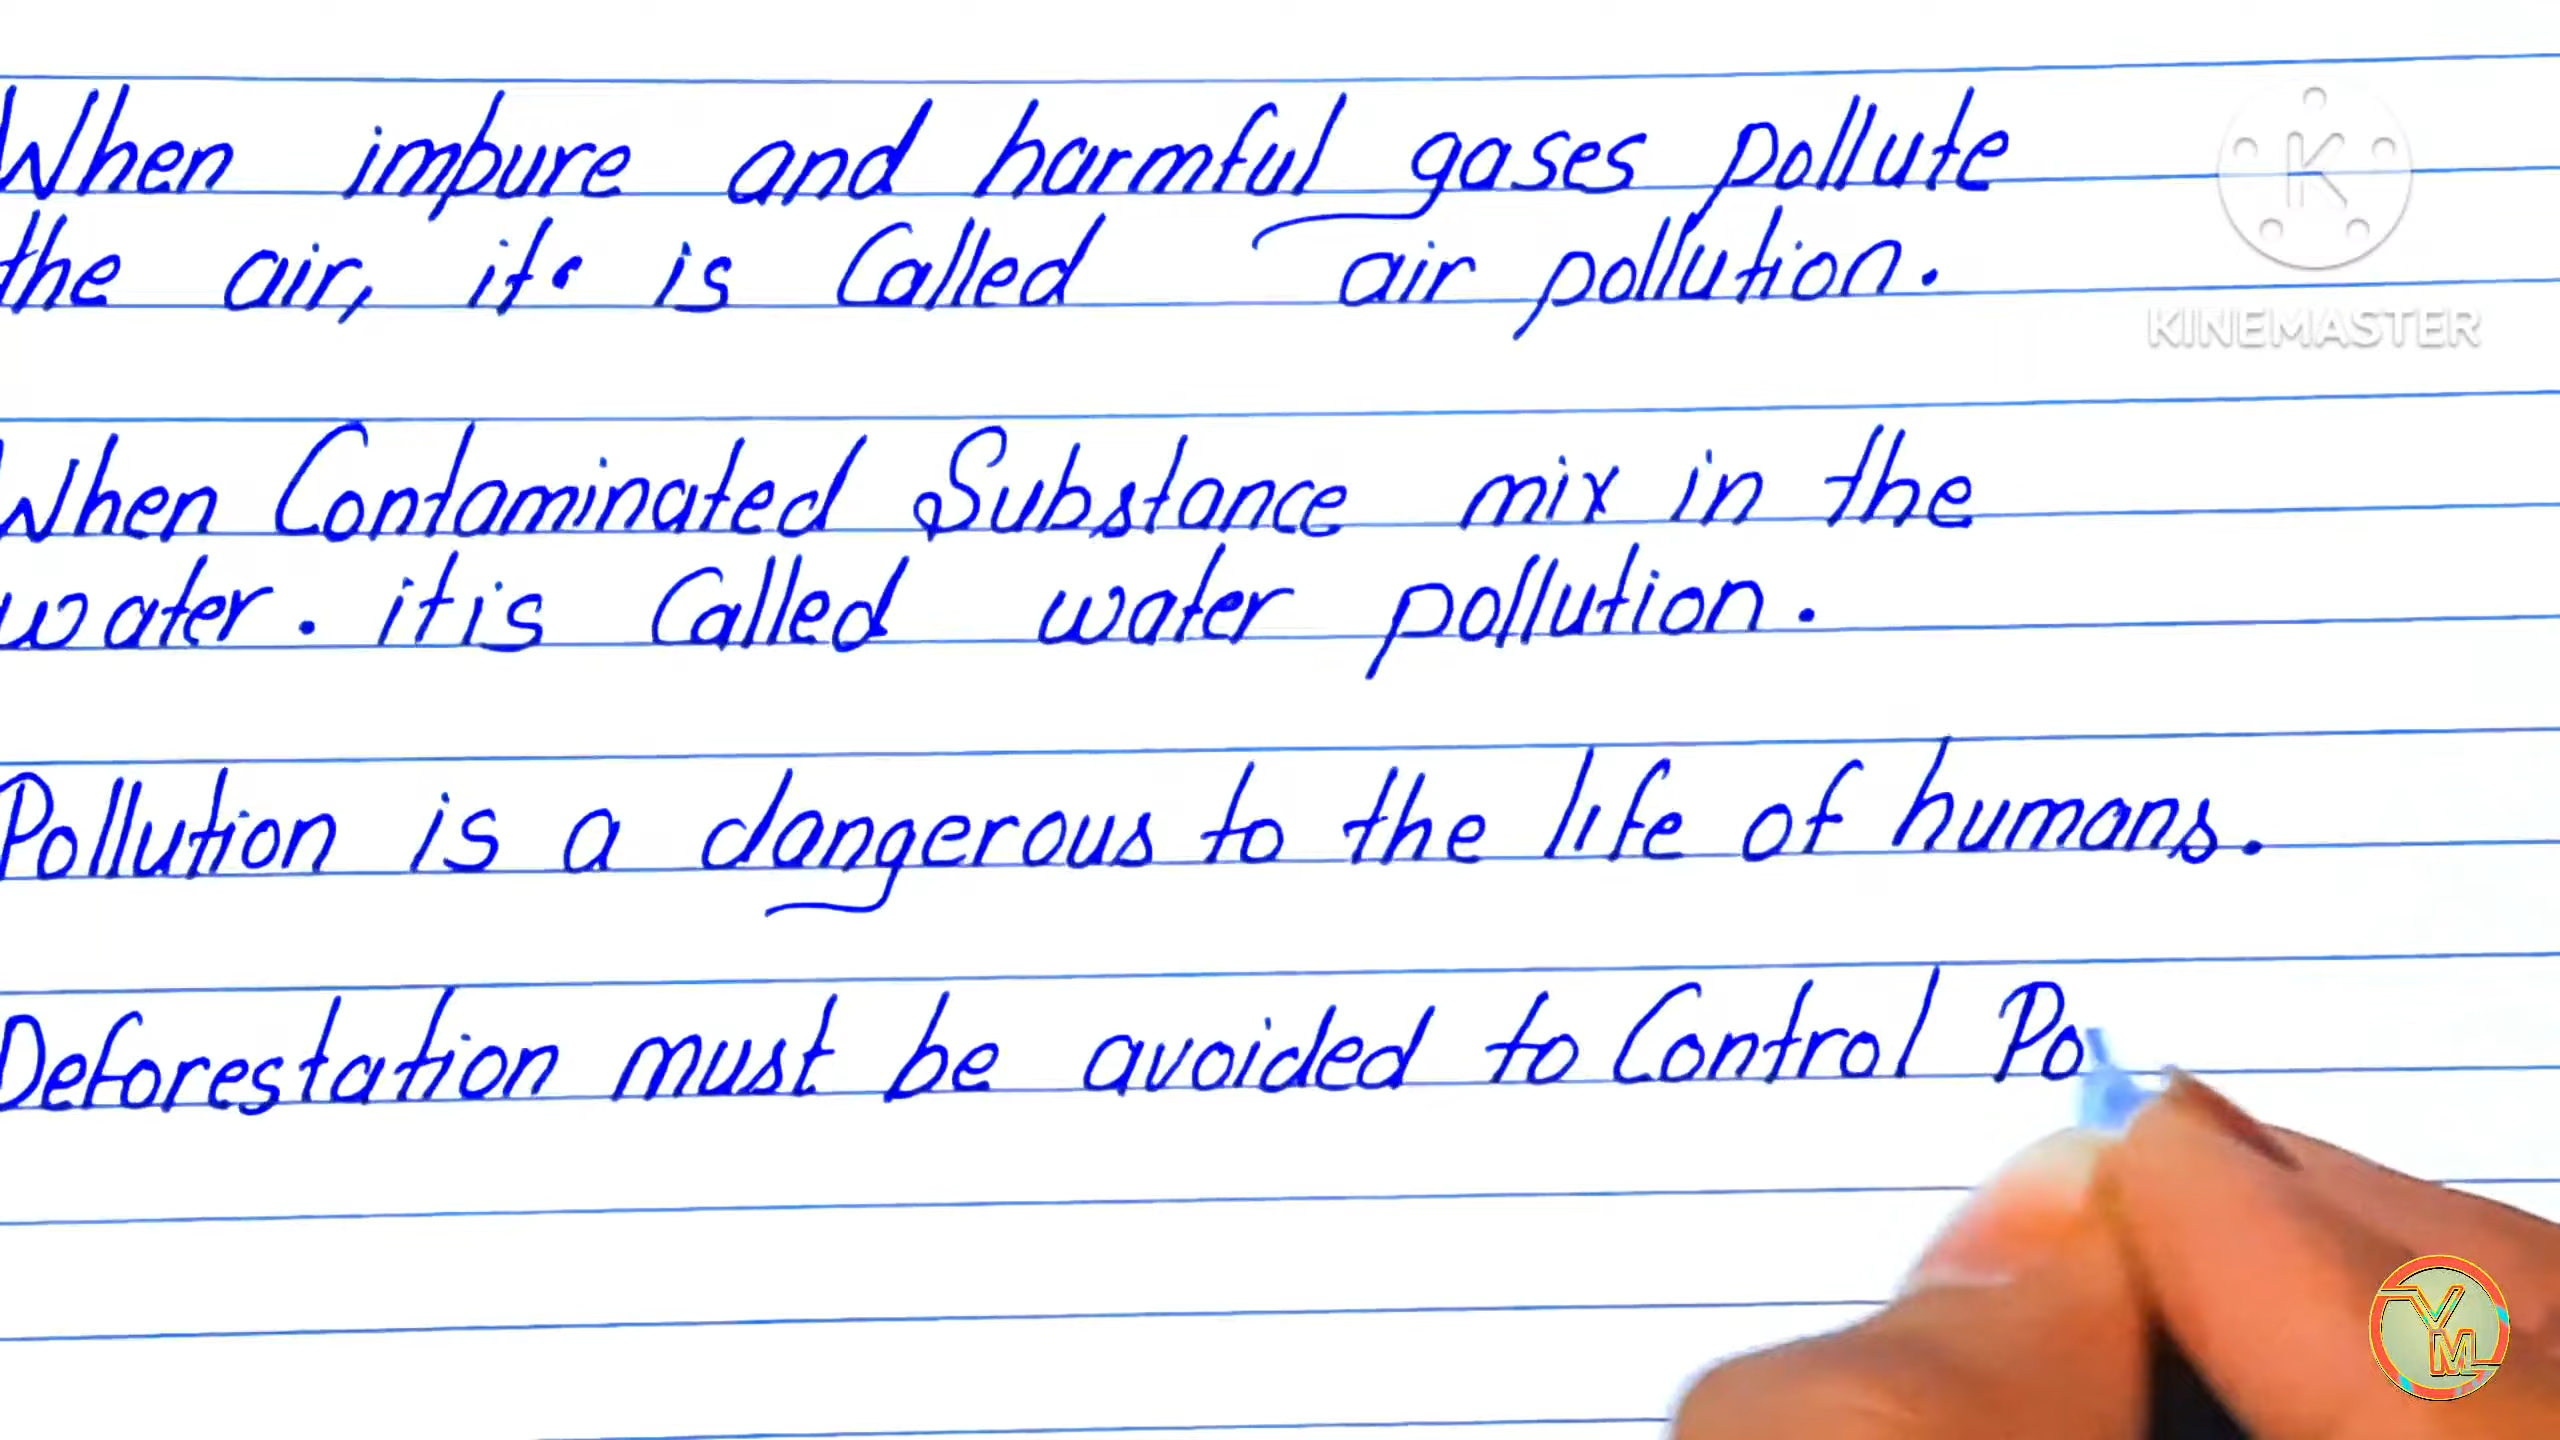 When impure and harmful gases pollute
the air, it is Called air pollution.
When Contaminated Substance mix in the
water. it is Called water pollution.
Pollution is a dangerous to the life of humans.
Deforestation must be avoided to Control Po
K
KINEMASTER
VM